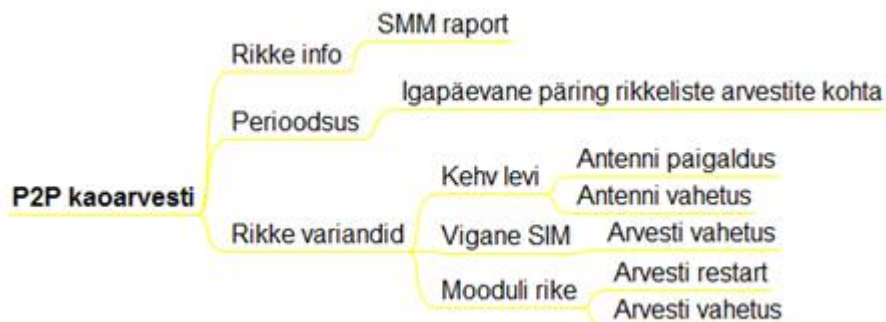 SMM raport
Rikke info
Igapäevane päring rikkeliste arvestite kohta
Perioodsus
P2P kaoarvesti
Antenni paigaldus
Kehv levi
Antenni vahetus
Rikke variandid
Vigane SIM
Arvesti vahetus
Arvesti restart
Mooduli rike
Arvesti vahetus